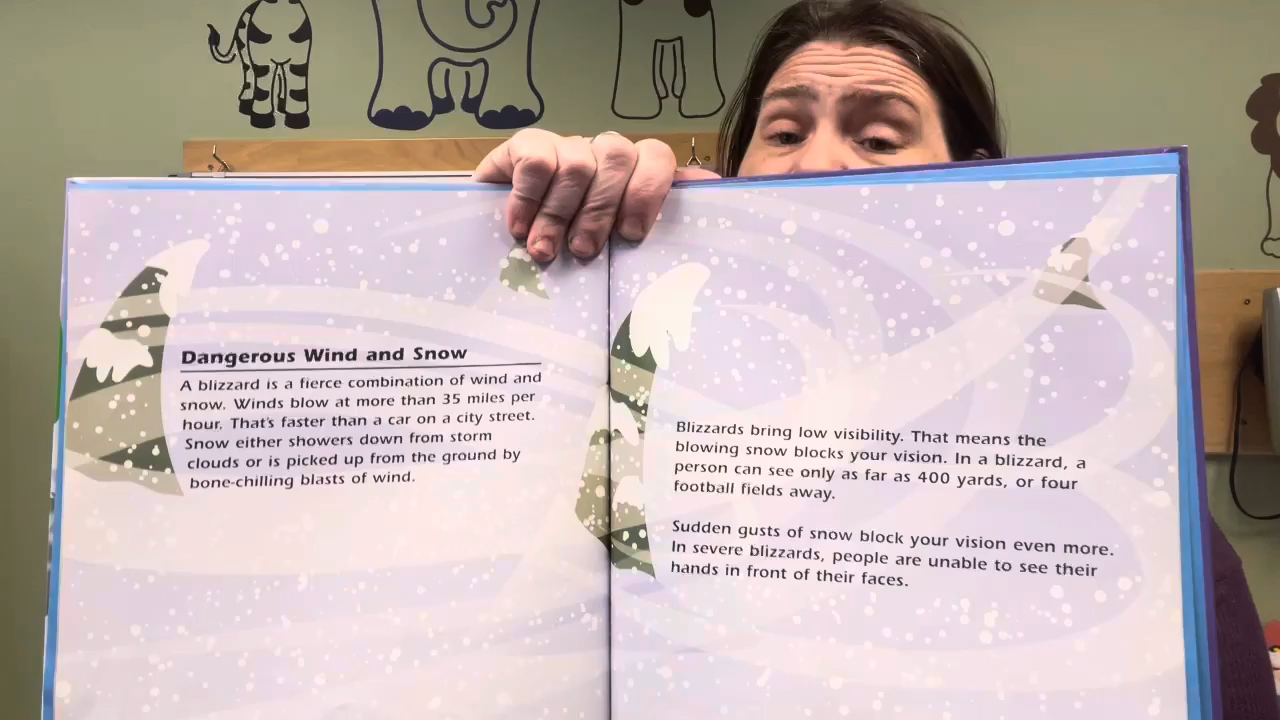 Dangerous Wind and Snow
A blizzard is a fierce combination of wind and
snow. Winds blow at more than 35 miles per
hour. That's faster than a car on a city street.
Snow either showers down from storm
clouds or is picked up from the ground by
bone-chilling blasts of wind.
Blizzards bring low visibility. That means the
blowing snow blocks your vision. In a blizzard, a
person can see only as far as 400 yards, or four
football fields away.
Sudden gusts of snow block your vision even more.
In severe blizzards, people are unable to see their
hands in front of their faces.